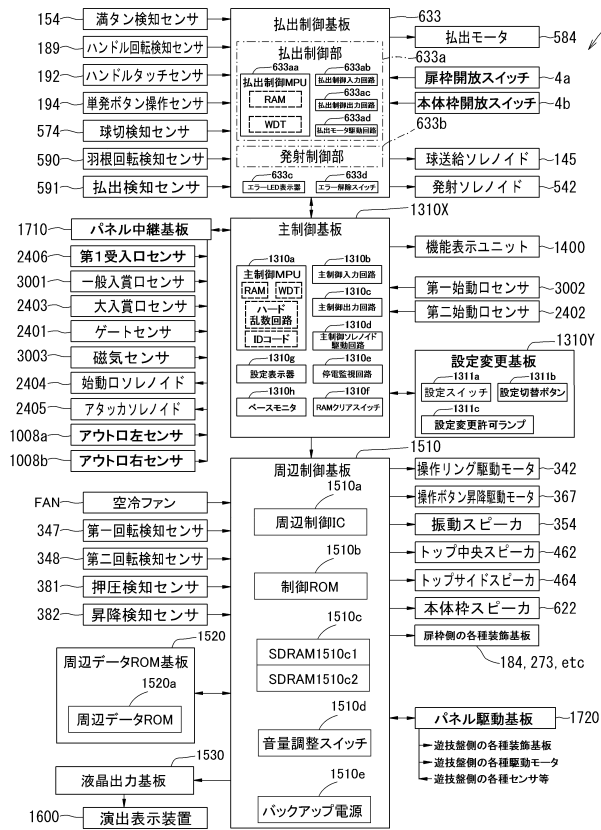 154 満タン検知センサ
189 ハンドル回転検知センサ
192 ハンドルタッチセンサ
194 単発ボタン操作センサ
574 球切検知センサ
590 羽根回転検知センサ
591 払出検知センサ
払出制御基板 633
払出制御部 633a
633aa
払出制御MPU
RAM
WDT
633ab
払出制御入力回路
633ac
払出制御出力回路
633ad
払出モータ駆動回路
633b
発射制御部
633c
エラーLED表示器
633d
エラー解除スイッチ
払出モータ 584
扉枠開放スイッチ 4a
本体枠開放スイッチ 4b
球送給ソレノイド 145
発射ソレノイド 542
1710 パネル中継基板
2406 第1受入口センサ
3001 一般入賞口センサ
2403 大入賞口センサ
2401 ゲートセンサ
3003 磁気センサ
2404 始動口ソレノイド
2405 アタッカソレノイド
1008a アウト口左センサ
1008b アウト口右センサ
主制御基板 1310X
1310a
主制御MPU
RAM WDT
ハード
乱数回路
IDコード
1310b
主制御入力回路
1310c
主制御出力回路
1310d
主制御ソレノイド
駆動回路
1310g
設定表示器
1310e
停電監視回路
1310h
ベースモニタ
1310f
RAMクリアスイッチ
機能表示ユニット 1400
第一始動口センサ 3002
第二始動口センサ 2402
1310Y
設定変更基板
1311a
設定スイッチ
1311b
設定切替ボタン
1311c
設定変更許可ランプ
FAN 空冷ファン
347 第一回転検知センサ
348 第二回転検知センサ
381 押圧検知センサ
382 昇降検知センサ
1520
周辺データROM基板
1520a
周辺データROM
1530
液晶出力基板
1600 演出表示装置
1510
周辺制御基板
1510a
周辺制御IC
1510b
制御ROM
1510c
SDRAM1510c1
SDRAM1510c2
1510d
音量調整スイッチ
1510e
バックアップ電源
操作リング駆動モータ 342
操作ボタン昇降駆動モータ 367
振動スピーカ 354
トップ中央スピーカ 462
トップサイドスピーカ 464
本体枠スピーカ 622
扉枠側の各種装飾基板
184, 273, etc
パネル駆動基板 1720
遊技盤側の各種装飾基板
遊技盤側の各種駆動モータ
遊技盤側の各種センサ等